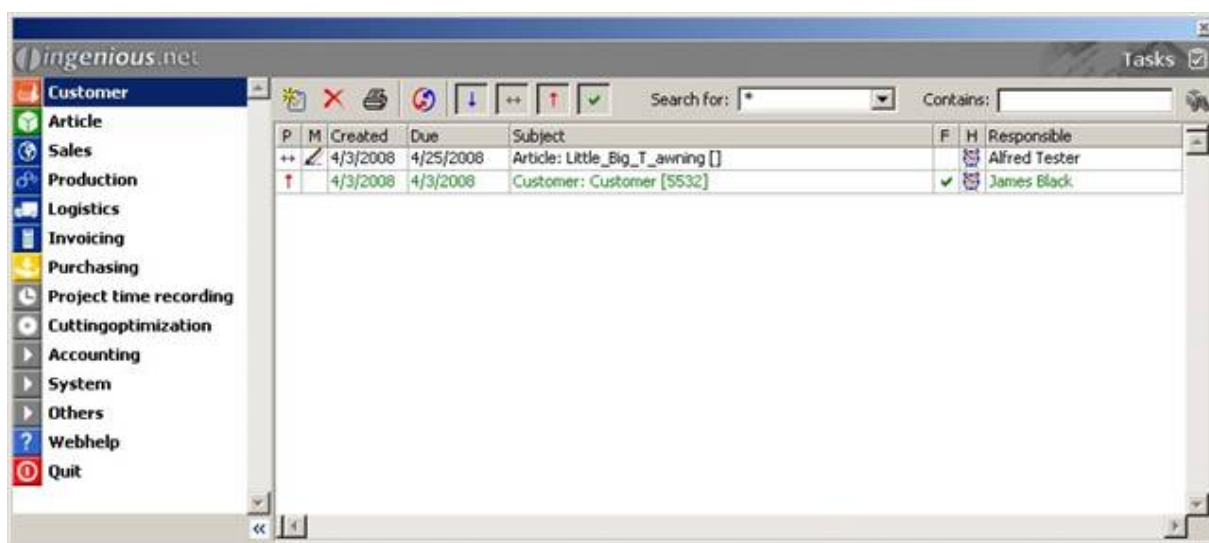 ingenious.net
Tasks
Customer
Article
Sales
Production
Logistics
Invoicing
Purchasing
Project time recording
Cuttingoptimization
Accounting
System
Others
Webhelp
Quit
Search for: * Contains:
P M Created Due Subject F H Responsible
4/3/2008 4/25/2008 Article: Little_Big_T_awning [] Alfred Tester
4/3/2008 4/3/2008 Customer: Customer [5532] James Black